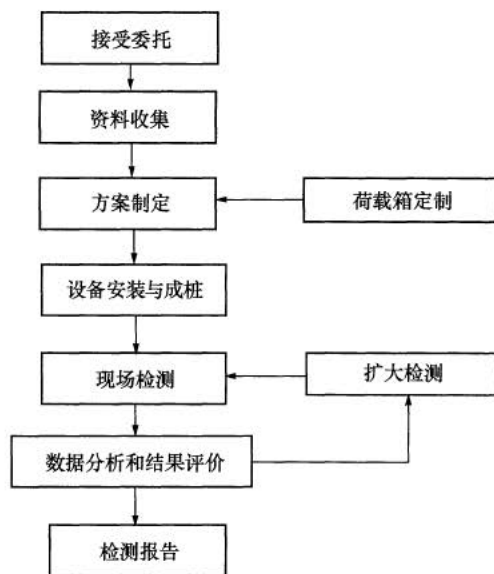 接受委托
资料收集
方案制定
荷载箱定制
设备安装与成桩
现场检测
扩大检测
数据分析和结果评价
检测报告